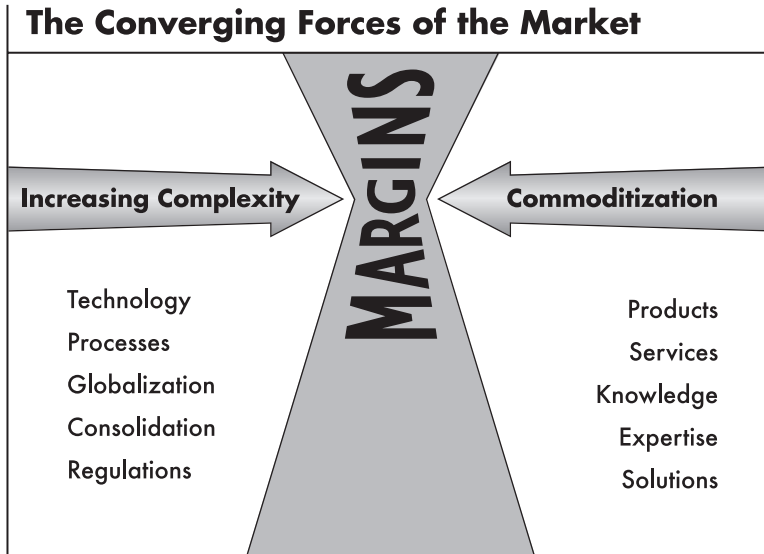 The Converging Forces of the Market
MARGINS
Increasing Complexity
Commoditization
Technology
Processes
Globalization
Consolidation
Regulations
Products
Services
Knowledge
Expertise
Solutions